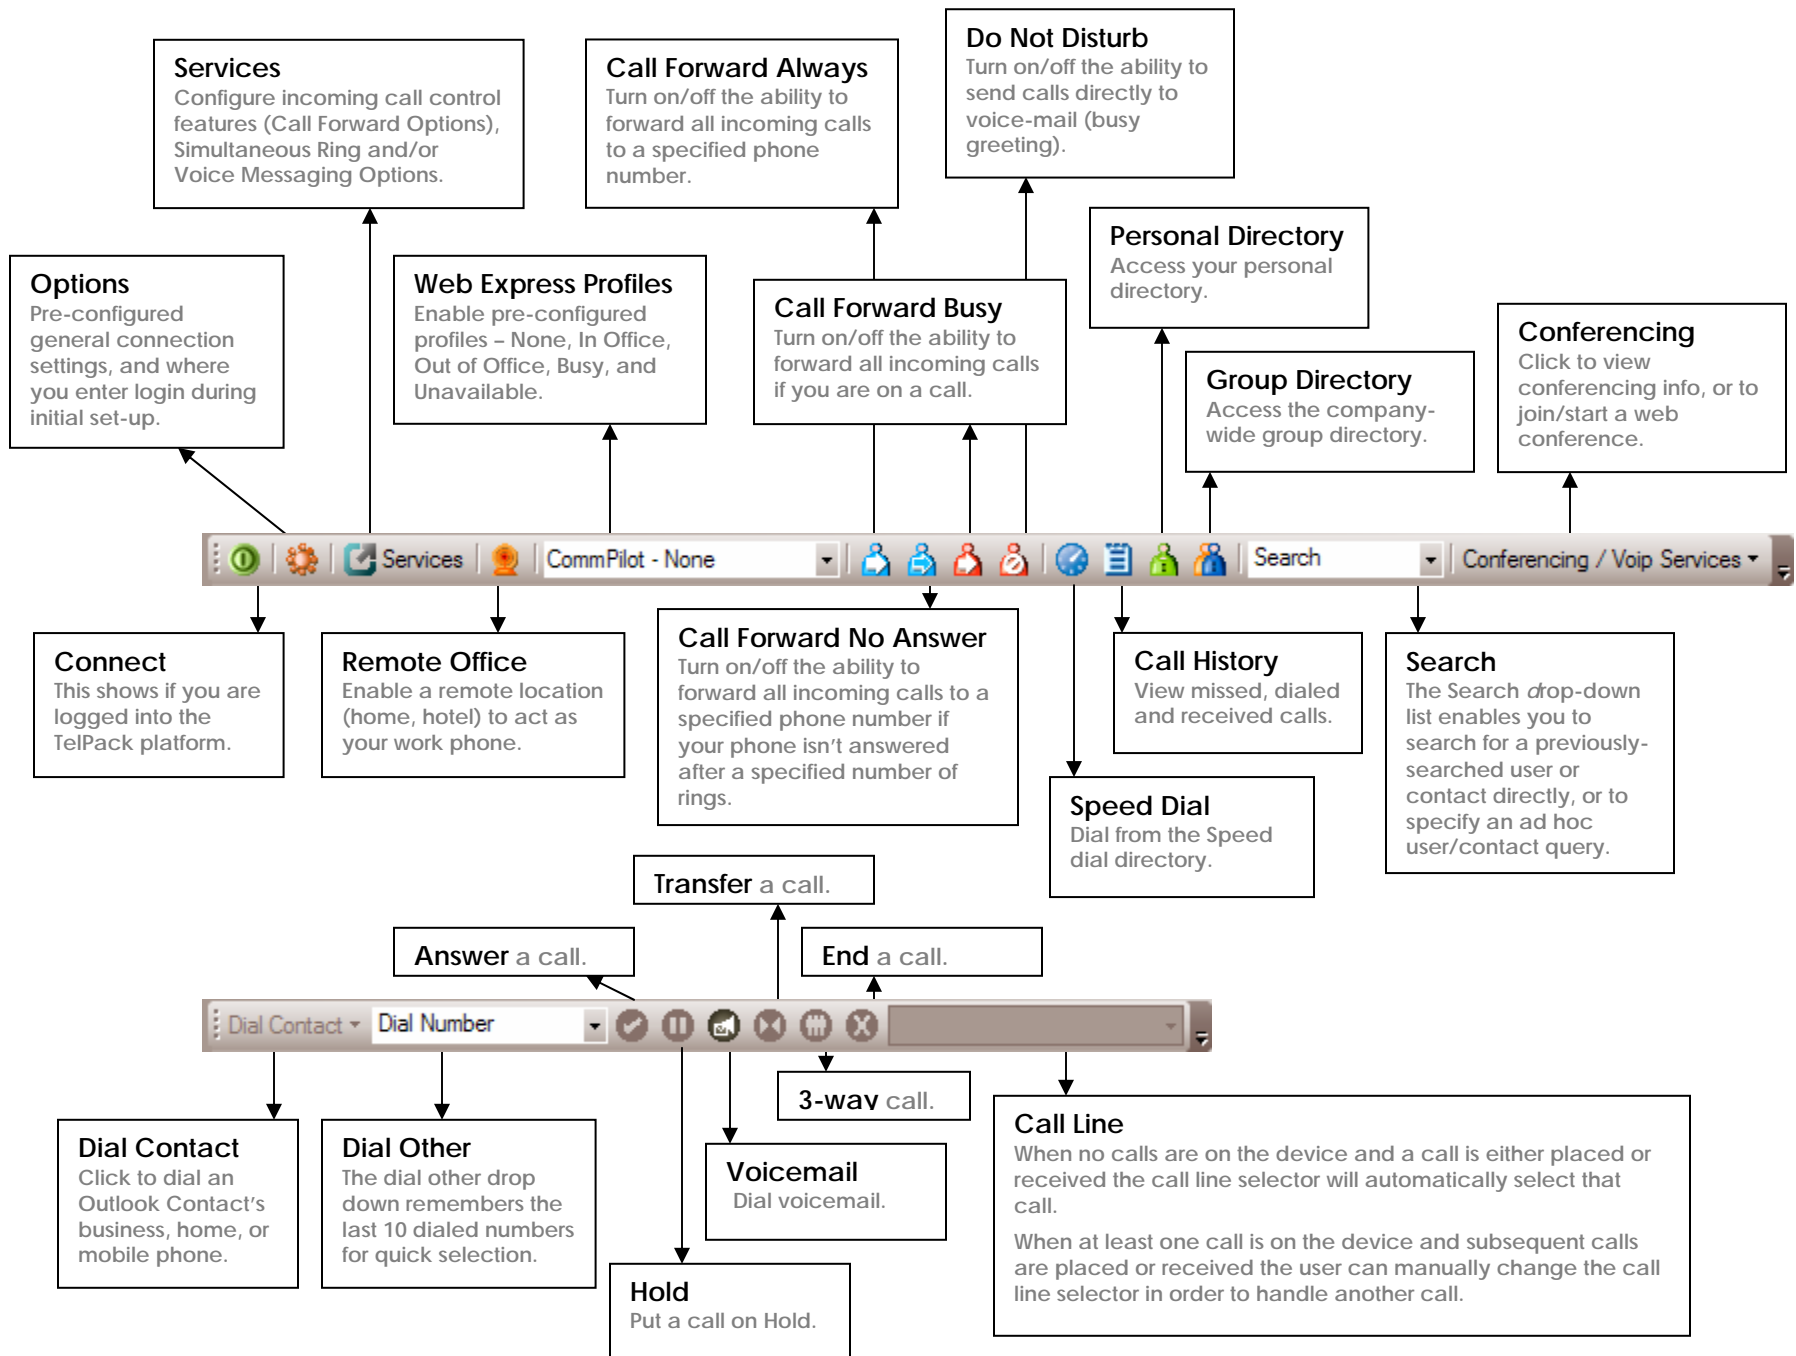 Do Not Disturb
Turn on/off the ability to
send calls directly to
voice-mail (busy
greeting).
Services
Configure incoming call control
features (Call Forward Options),
Simultaneous Ring and/or
Voice Messaging Options.
Call Forward Always
Turn on/off the ability to
forward all incoming calls
to a specified phone
number.
Personal Directory
Access your personal
directory.
Options
Pre-configured
general connection
settings, and where
you enter login during
initial set-up.
Web Express Profiles
Enable pre-configured
profiles – None, In Office,
Out of Office, Busy, and
Unavailable.
Call Forward Busy
Turn on/off the ability to
forward all incoming calls
if you are on a call.
Group Directory
Access the company-
wide group directory.
Conferencing
Click to view
conferencing info, or to
join/start a web
conference.
Services
CommPilot - None
Search
Conferencing / Voip Services
Connect
This shows if you are
logged into the
TelPack platform.
Remote Office
Enable a remote location
(home, hotel) to act as
your work phone.
Call Forward No Answer
Turn on/off the ability to
forward all incoming calls to a
specified phone number if
your phone isn't answered
after a specified number of
rings.
Call History
View missed, dialed
and received calls.
Search
The Search drop-down
list enables you to
search for a previously-
searched user or
contact directly, or to
specify an ad hoc
user/contact query.
Speed Dial
Dial from the Speed
dial directory.
Transfer a call.
Answer a call.
End a call.
Dial Contact
Dial Number
3-way call.
Dial Contact
Click to dial an
Outlook Contact's
business, home, or
mobile phone.
Dial Other
The dial other drop
down remembers the
last 10 dialed numbers
for quick selection.
Voicemail
Dial voicemail.
Hold
Put a call on Hold.
Call Line
When no calls are on the device and a call is either placed or
received the call line selector will automatically select that
call.
When at least one call is on the device and subsequent calls
are placed or received the user can manually change the call
line selector in order to handle another call.